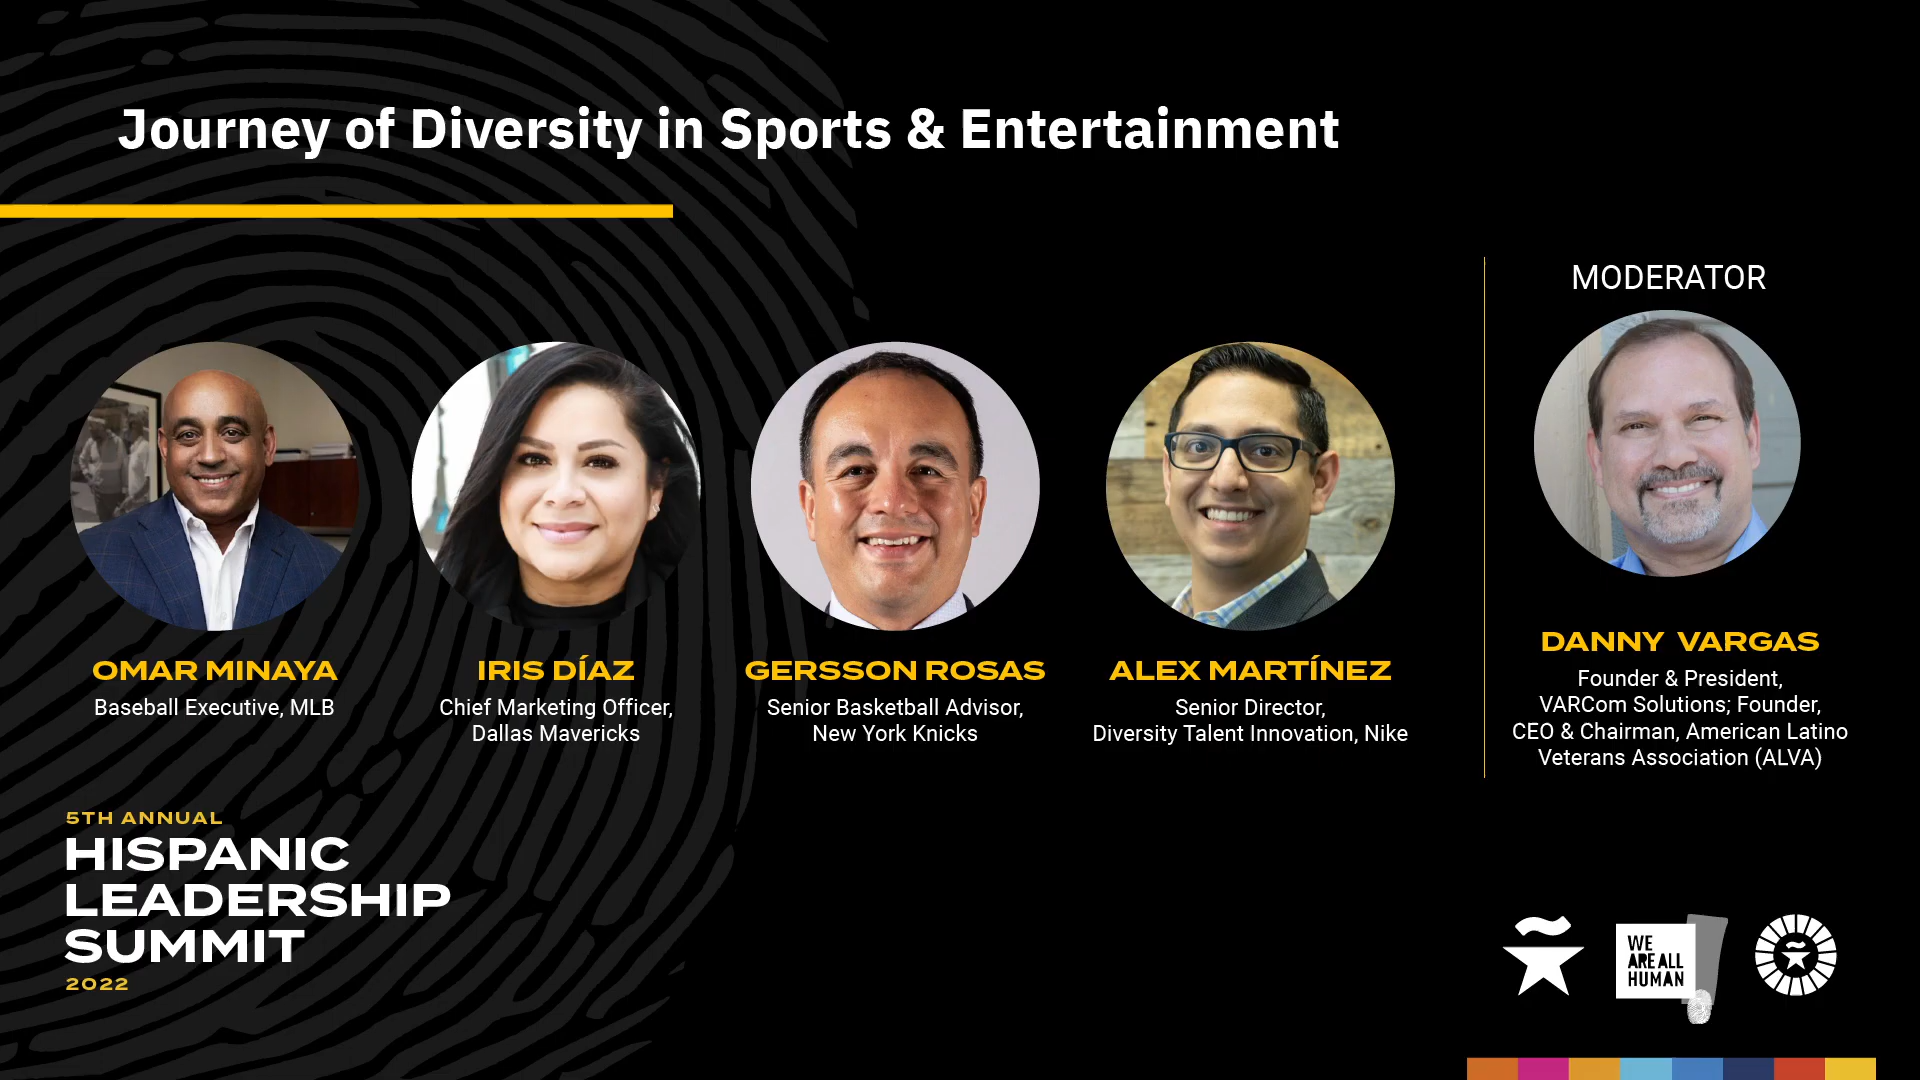 Journey of Diversity in Sports & Entertainment
OMAR MINAYA
Baseball Executive, MLB
IRIS DÍAZ
Chief Marketing Officer,
Dallas Mavericks
GERSSON ROSAS
Senior Basketball Advisor,
New York Knicks
ALEX MARTÍNEZ
Senior Director,
Diversity Talent Innovation, Nike
MODERATOR
DANNY VARGAS
Founder & President,
VARCom Solutions; Founder,
CEO & Chairman, American Latino
Veterans Association (ALVA)
5TH ANNUAL
HISPANIC
LEADERSHIP
SUMMIT
2022
WE
ARE ALL
HUMAN